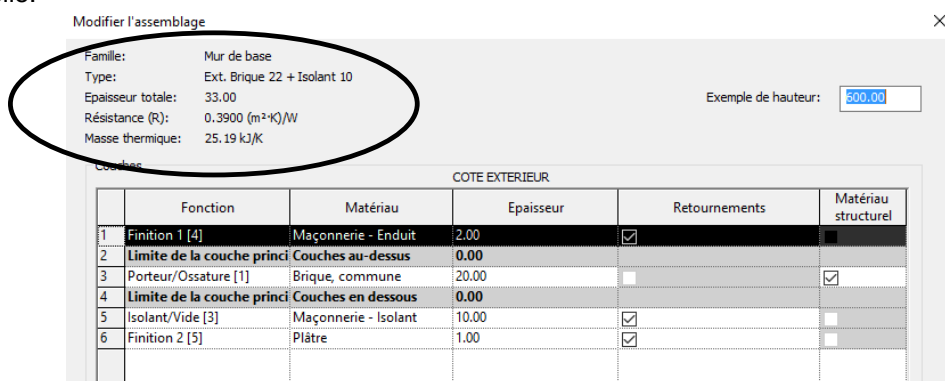 Modifier l'assemblage
Famille: Mur de base
Type: Ext. Brique 22 + Isolant 10
Epaisseur totale: 33.00
Exemple de hauteur: 600.00
Résistance (R): 0.3900 (m²·K)/W
Masse thermique: 25.19 kJ/K
Couches
COTE EXTERIEUR
Fonction Matériau Epaisseur Retournements Matériau structurel
1 Finition 1 [4] Maçonnerie - Enduit 2.00
2 Limite de la couche princi Couches au-dessus 0.00
3 Porteur/Ossature [1] Brique, commune 20.00
4 Limite de la couche princi Couches en dessous 0.00
5 Isolant/Vide [3] Maçonnerie - Isolant 10.00
6 Finition 2 [5] Plâtre 1.00